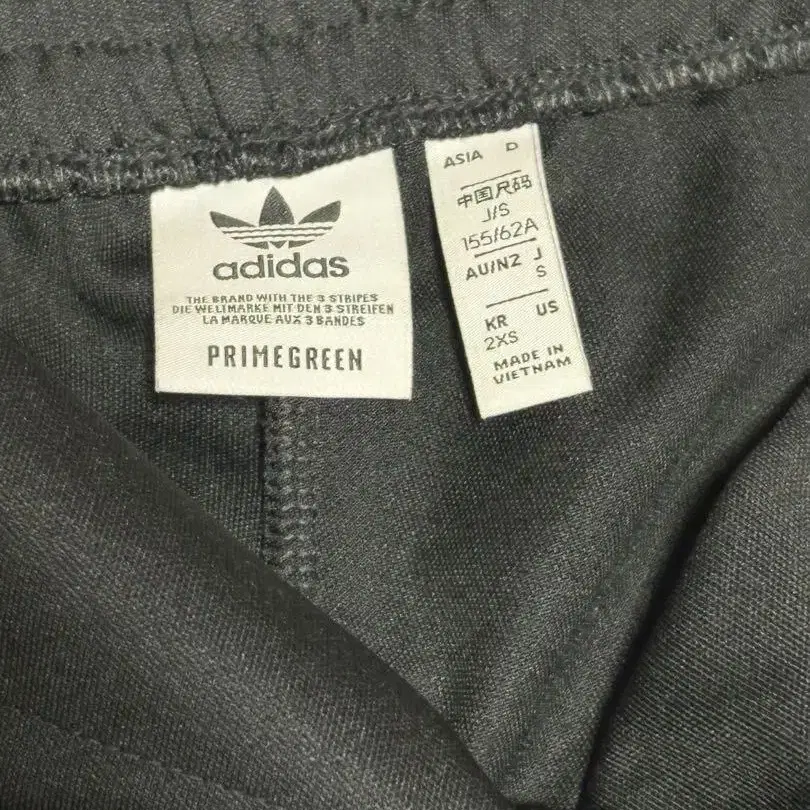 adidas
THE BRAND WITH THE 3 STRIPES
DIE WELTMARKE MIT DEN 3 STREIFEN
LA MARQUE AUX 3 BANDES
PRIMEGREEN
ASIA D
中国尺码
J/S
155/62A
AU/NZ J
S
KR US
2XS
MADE IN
VIETNAM